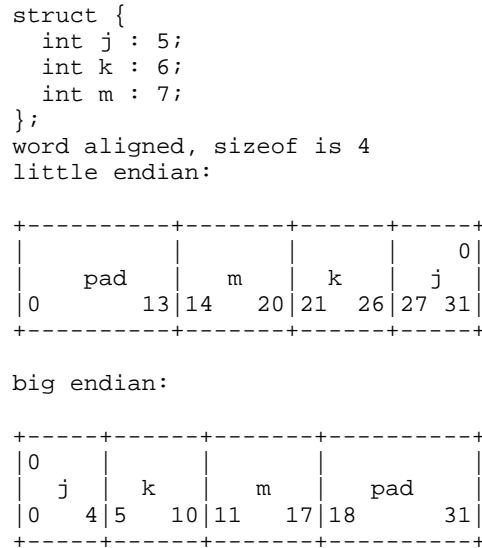 struct {
  int j : 5;
  int k : 6;
  int m : 7;
};
word aligned, sizeof is 4
little endian:

+----------+-------+------+-----+
|          |       |      |    0|
|    pad   |   m   |  k   |  j  |
|0       13|14   20|21  26|27 31|
+----------+-------+------+-----+

big endian:

+-----+------+-------+----------+
|0    |      |       |          |
|  j  |  k   |   m   |   pad    |
|0   4|5   10|11   17|18      31|
+-----+------+-------+----------+